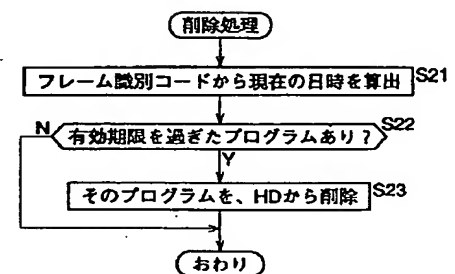 削除処理
フレーム識別コードから現在の日時を算出 S21
N 有効期限を過ぎたプログラムあり? S22
Y
そのプログラムを、HDから削除 S23
おわり